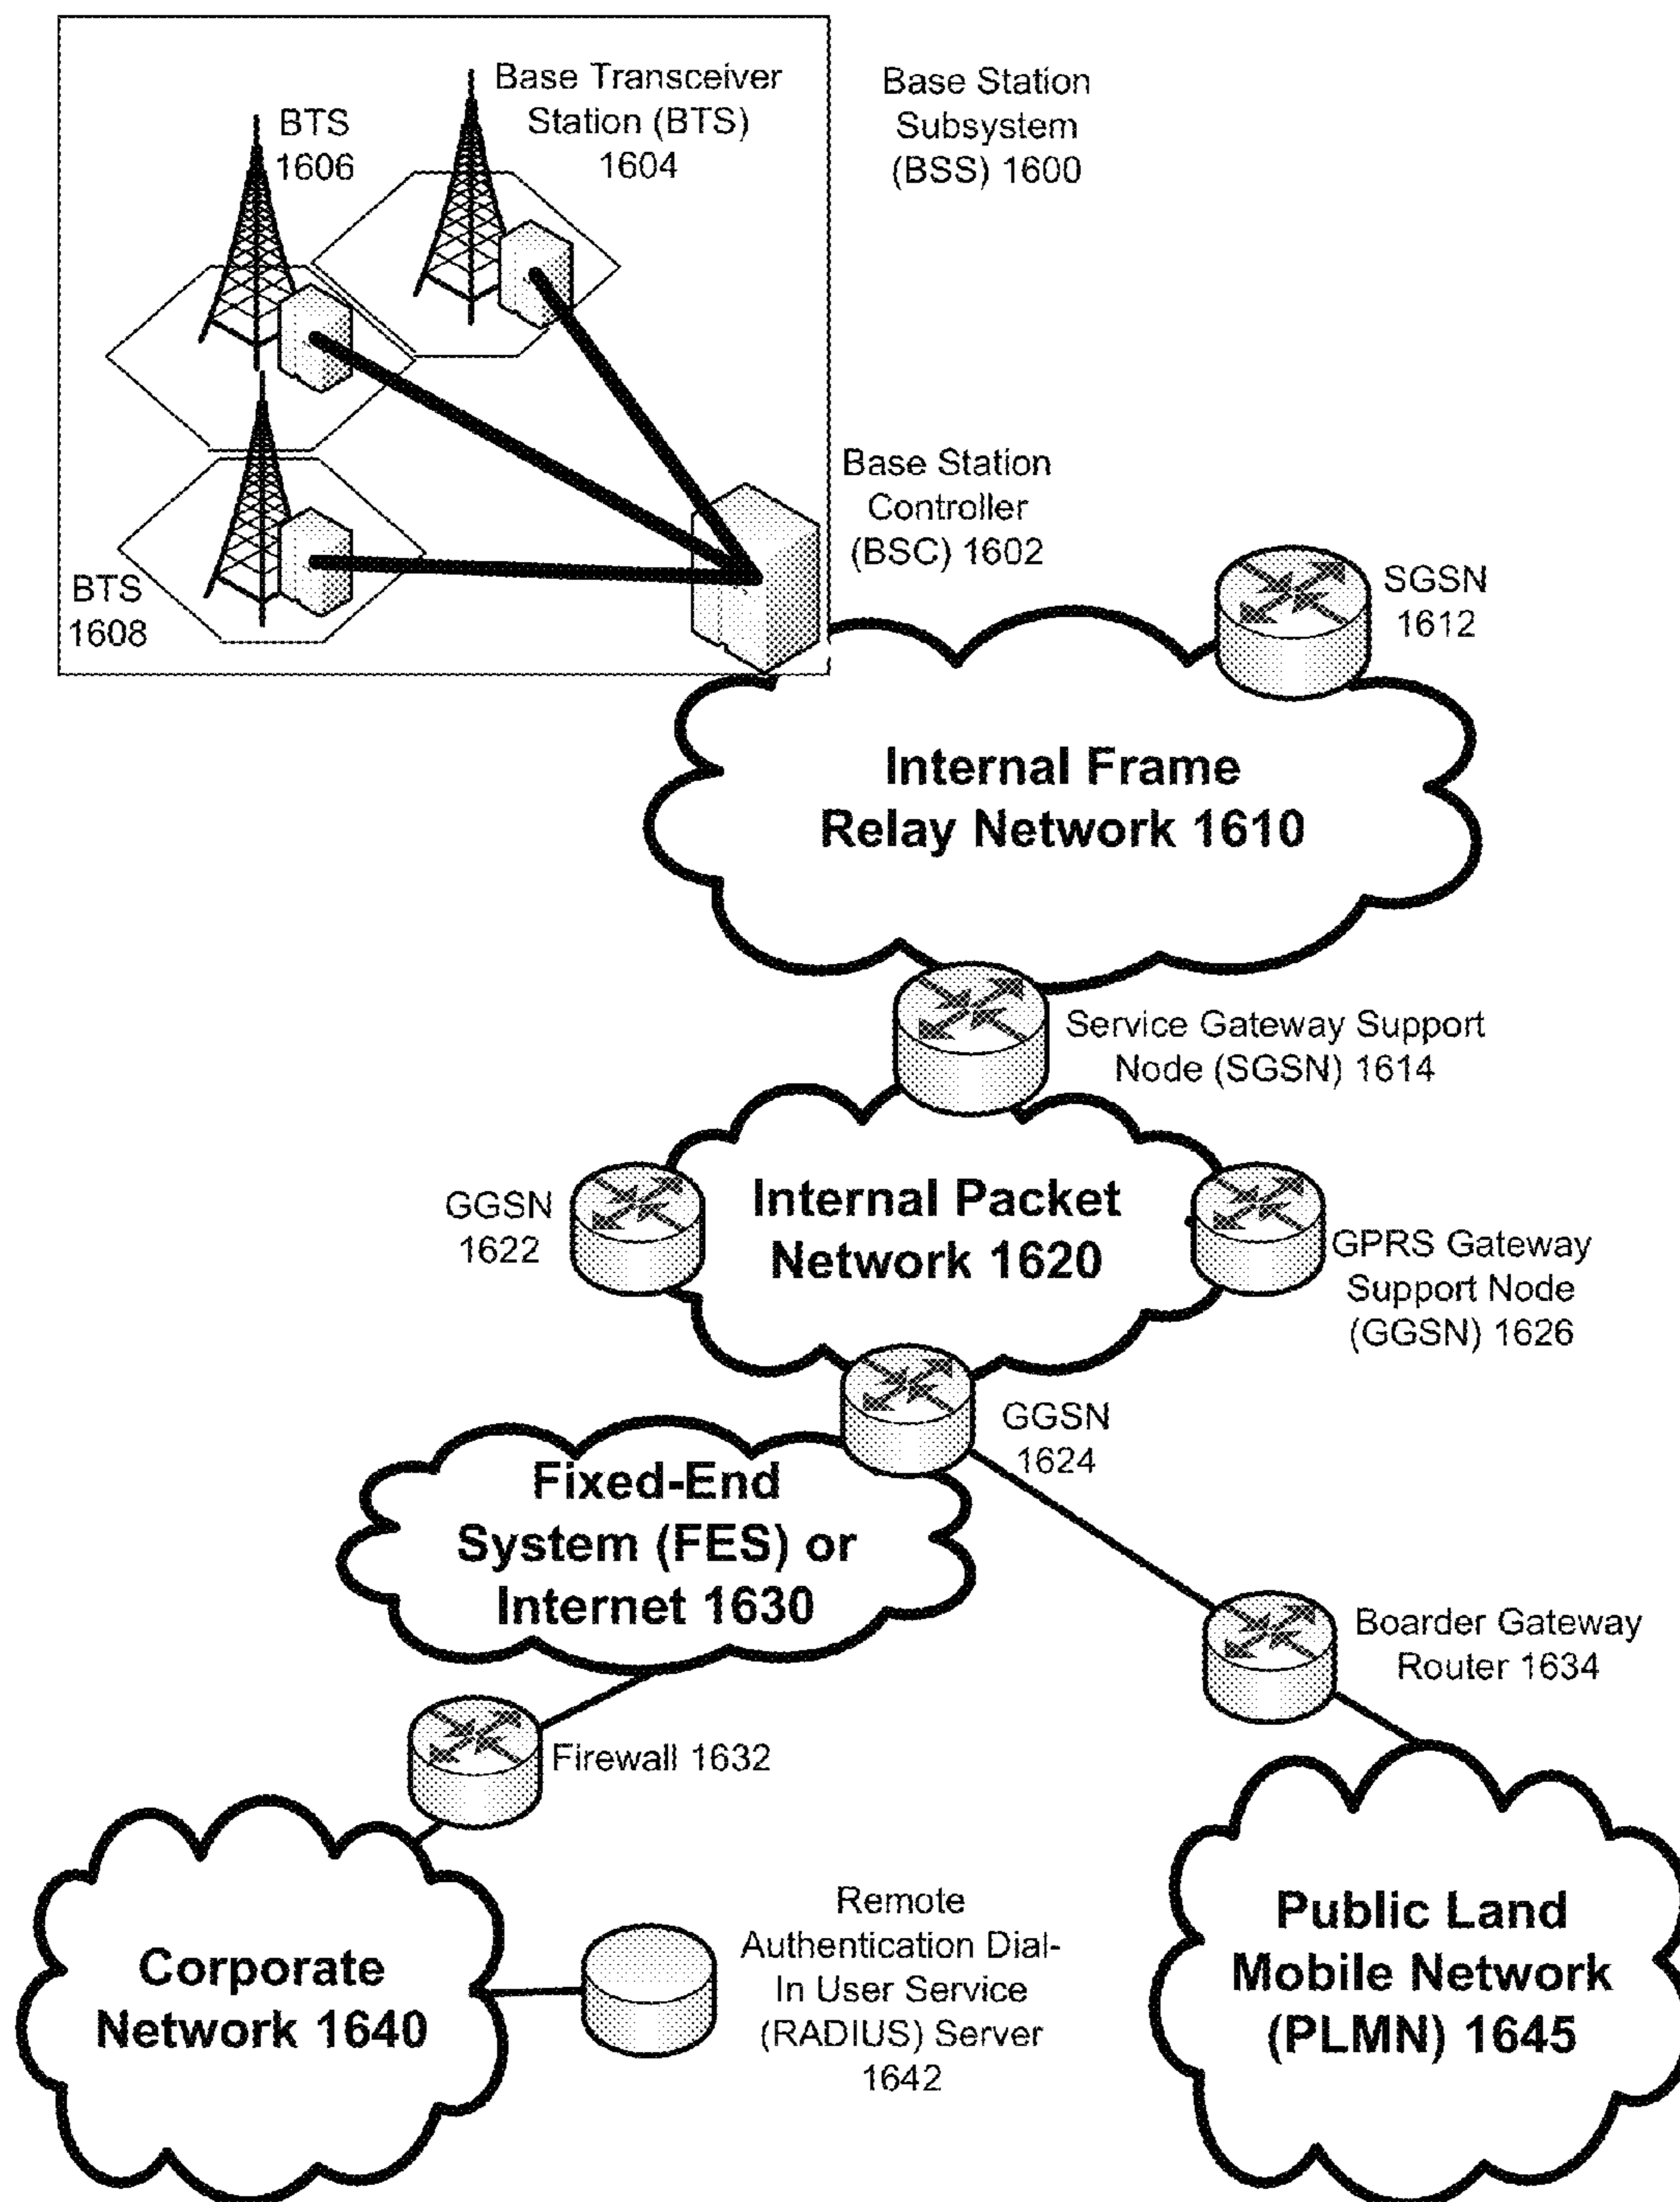 Base Transceiver
Station (BTS)
1604
BTS
1606
Base Station
Subsystem
(BSS) 1600
Base Station
Controller
(BSC) 1602
BTS
1608
SGSN
1612
Internal Frame
Relay Network 1610
Service Gateway Support
Node (SGSN) 1614
GGSN
1622
Internal Packet
Network 1620
GPRS Gateway
Support Node
(GGSN) 1626
GGSN
1624
Fixed-End
System (FES) or
Internet 1630
Boarder Gateway
Router 1634
Firewall 1632
Corporate
Network 1640
Remote
Authentication Dial-
In User Service
(RADIUS) Server
1642
Public Land
Mobile Network
(PLMN) 1645